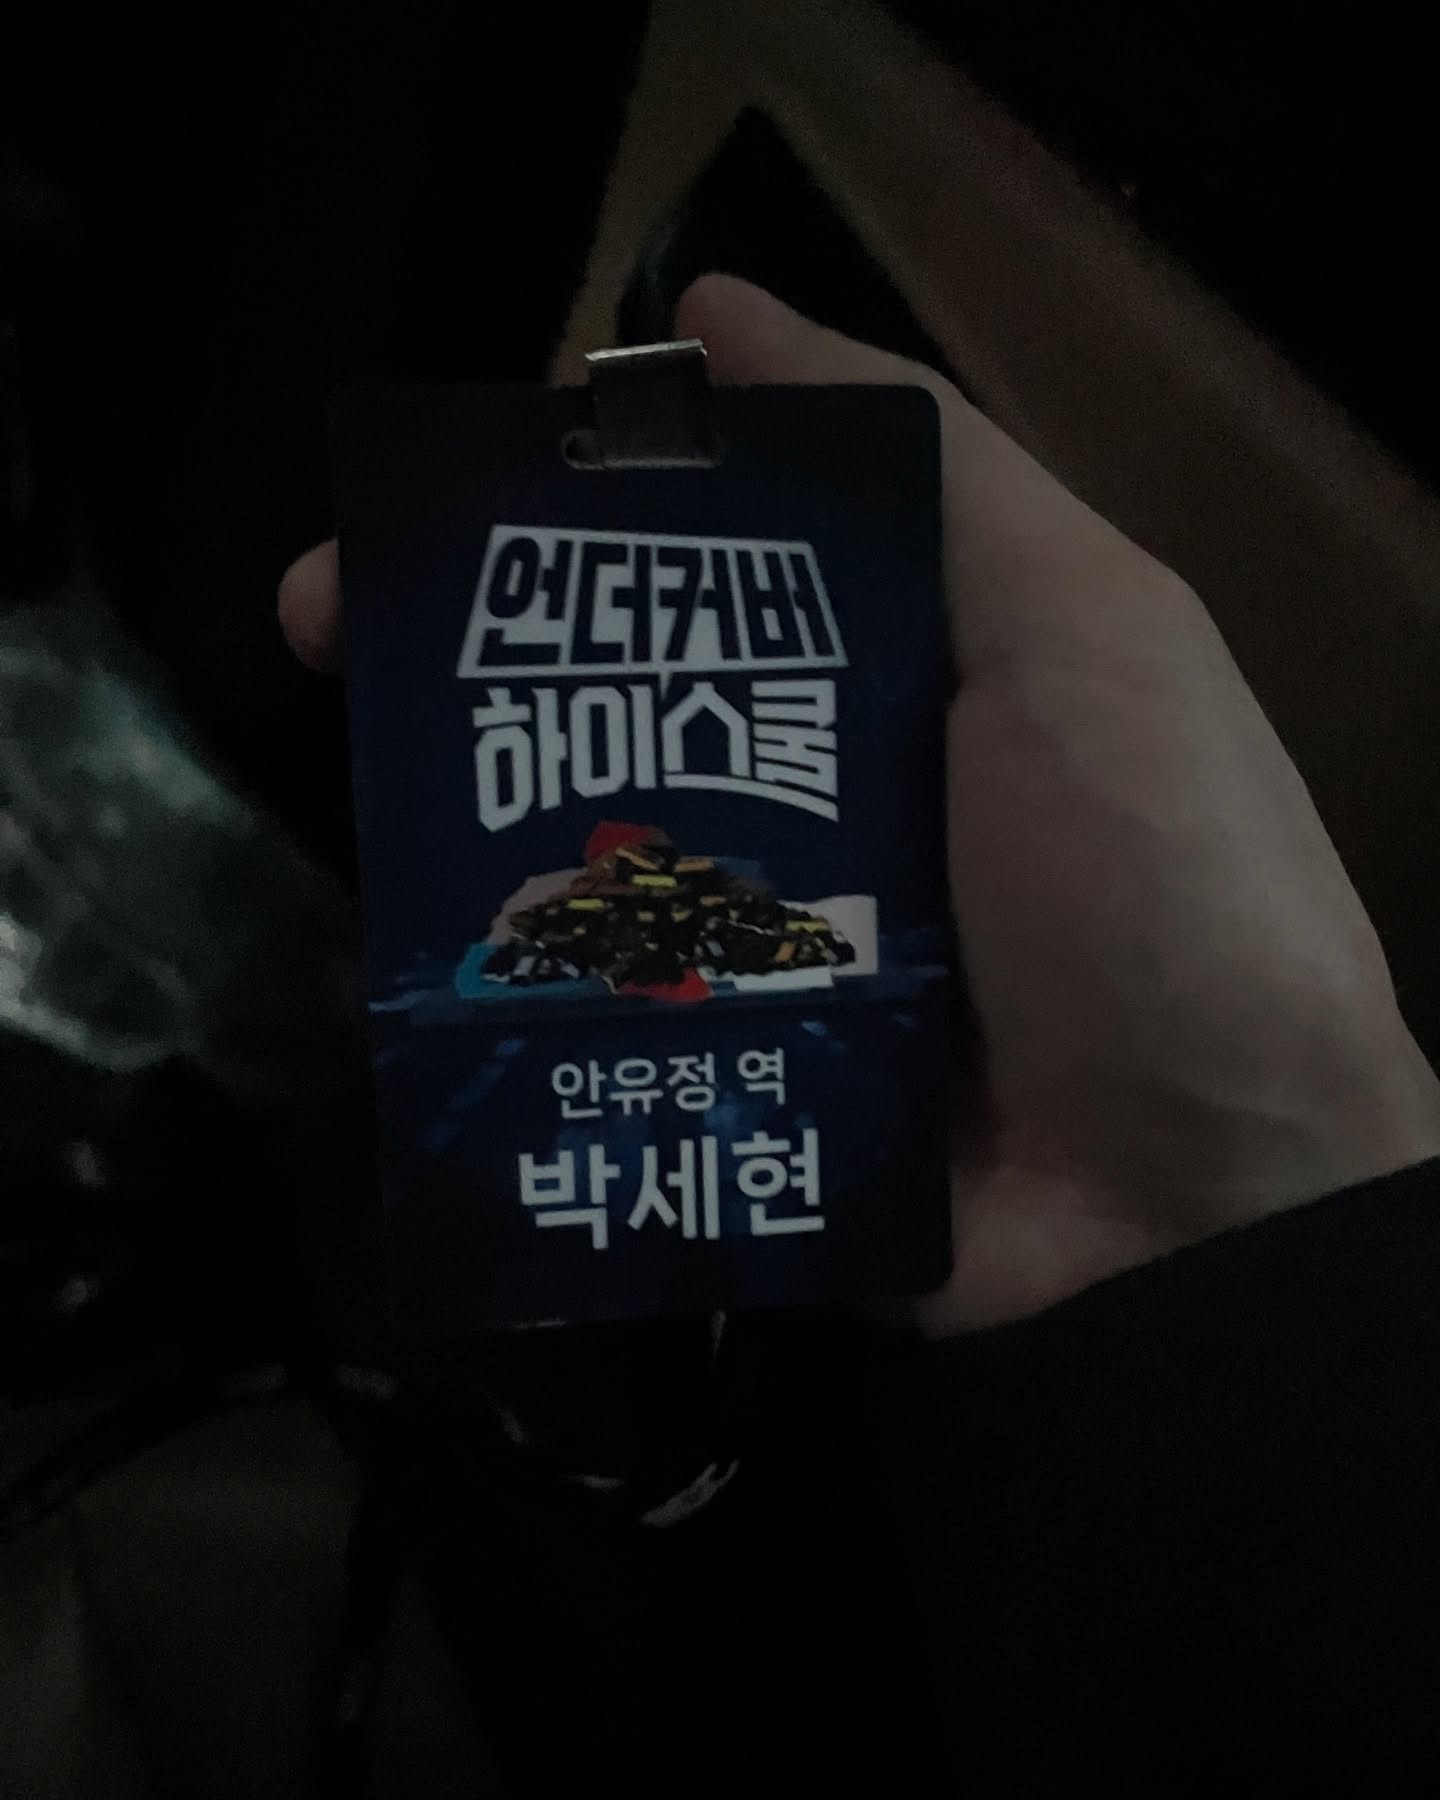 언더커버
하이스쿨
안유정 역
박세현